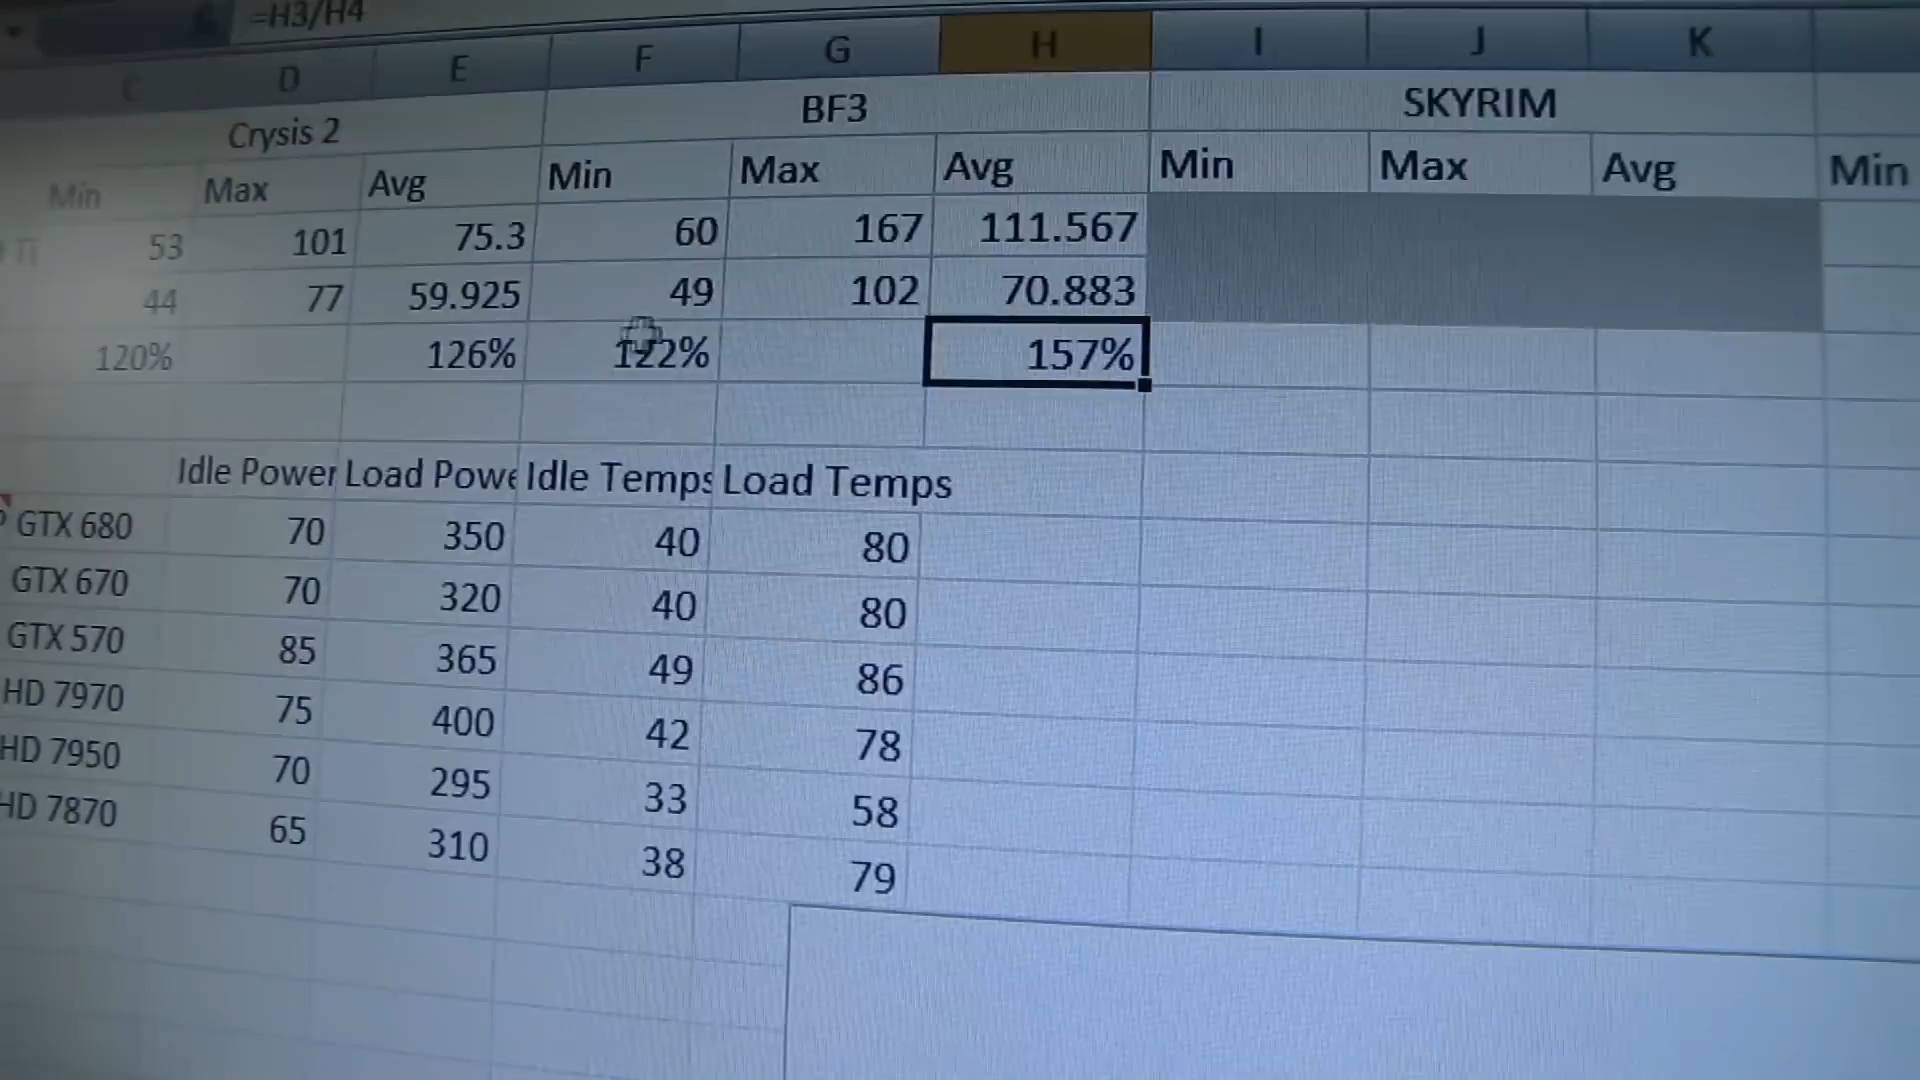 =H3/H4
C D E F G H I J K
Crysis 2 BF3 SKYRIM
Min Max Avg Min Max Avg Min Max Avg Min
53 101 75.3 60 167 111.567
44 77 59.925 49 102 70.883
120% 126% 122% 157%
Idle Power Load Powe Idle Temps Load Temps
GTX 680 70 350 40 80
GTX 670 70 320 40 80
GTX 570 85 365 49 86
HD 7970 75 400 42 78
HD 7950 70 295 33 58
HD 7870 65 310 38 79